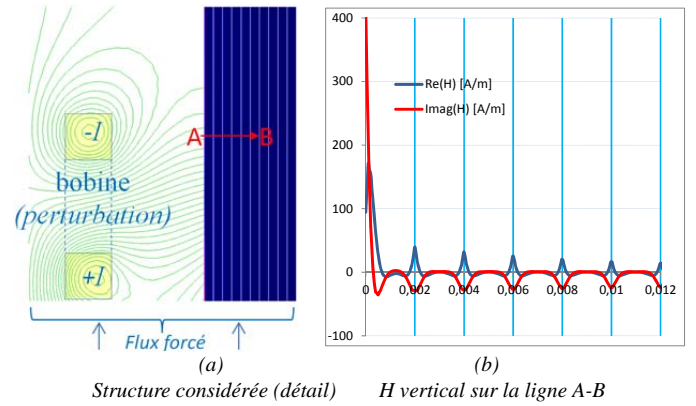 -I
A
B
bobine
(perturbation)
+I
Flux forcé
(a)
400
300
200
100
0
-100
Re(H) [A/m]
Imag(H) [A/m]
0 0,002 0,004 0,006 0,008 0,01 0,012
(b)
Structure considérée (détail) H vertical sur la ligne A-B